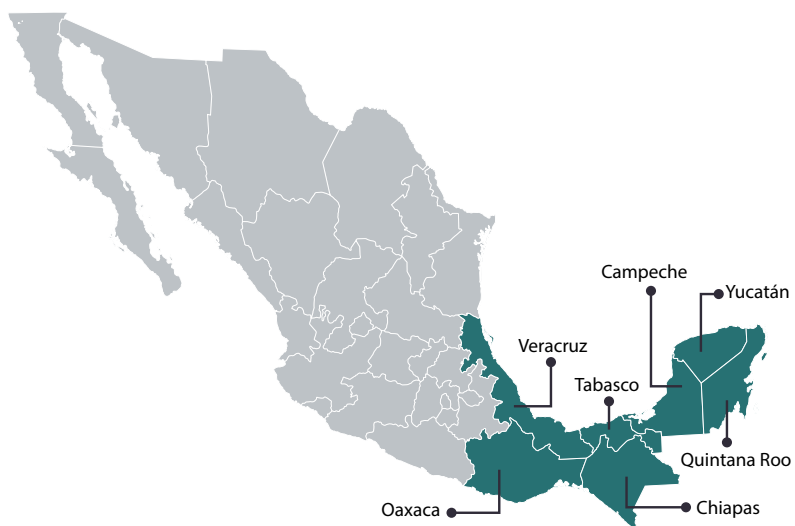 Campeche
Yucatán
Veracruz
Tabasco
Quintana Roo
Oaxaca
Chiapas